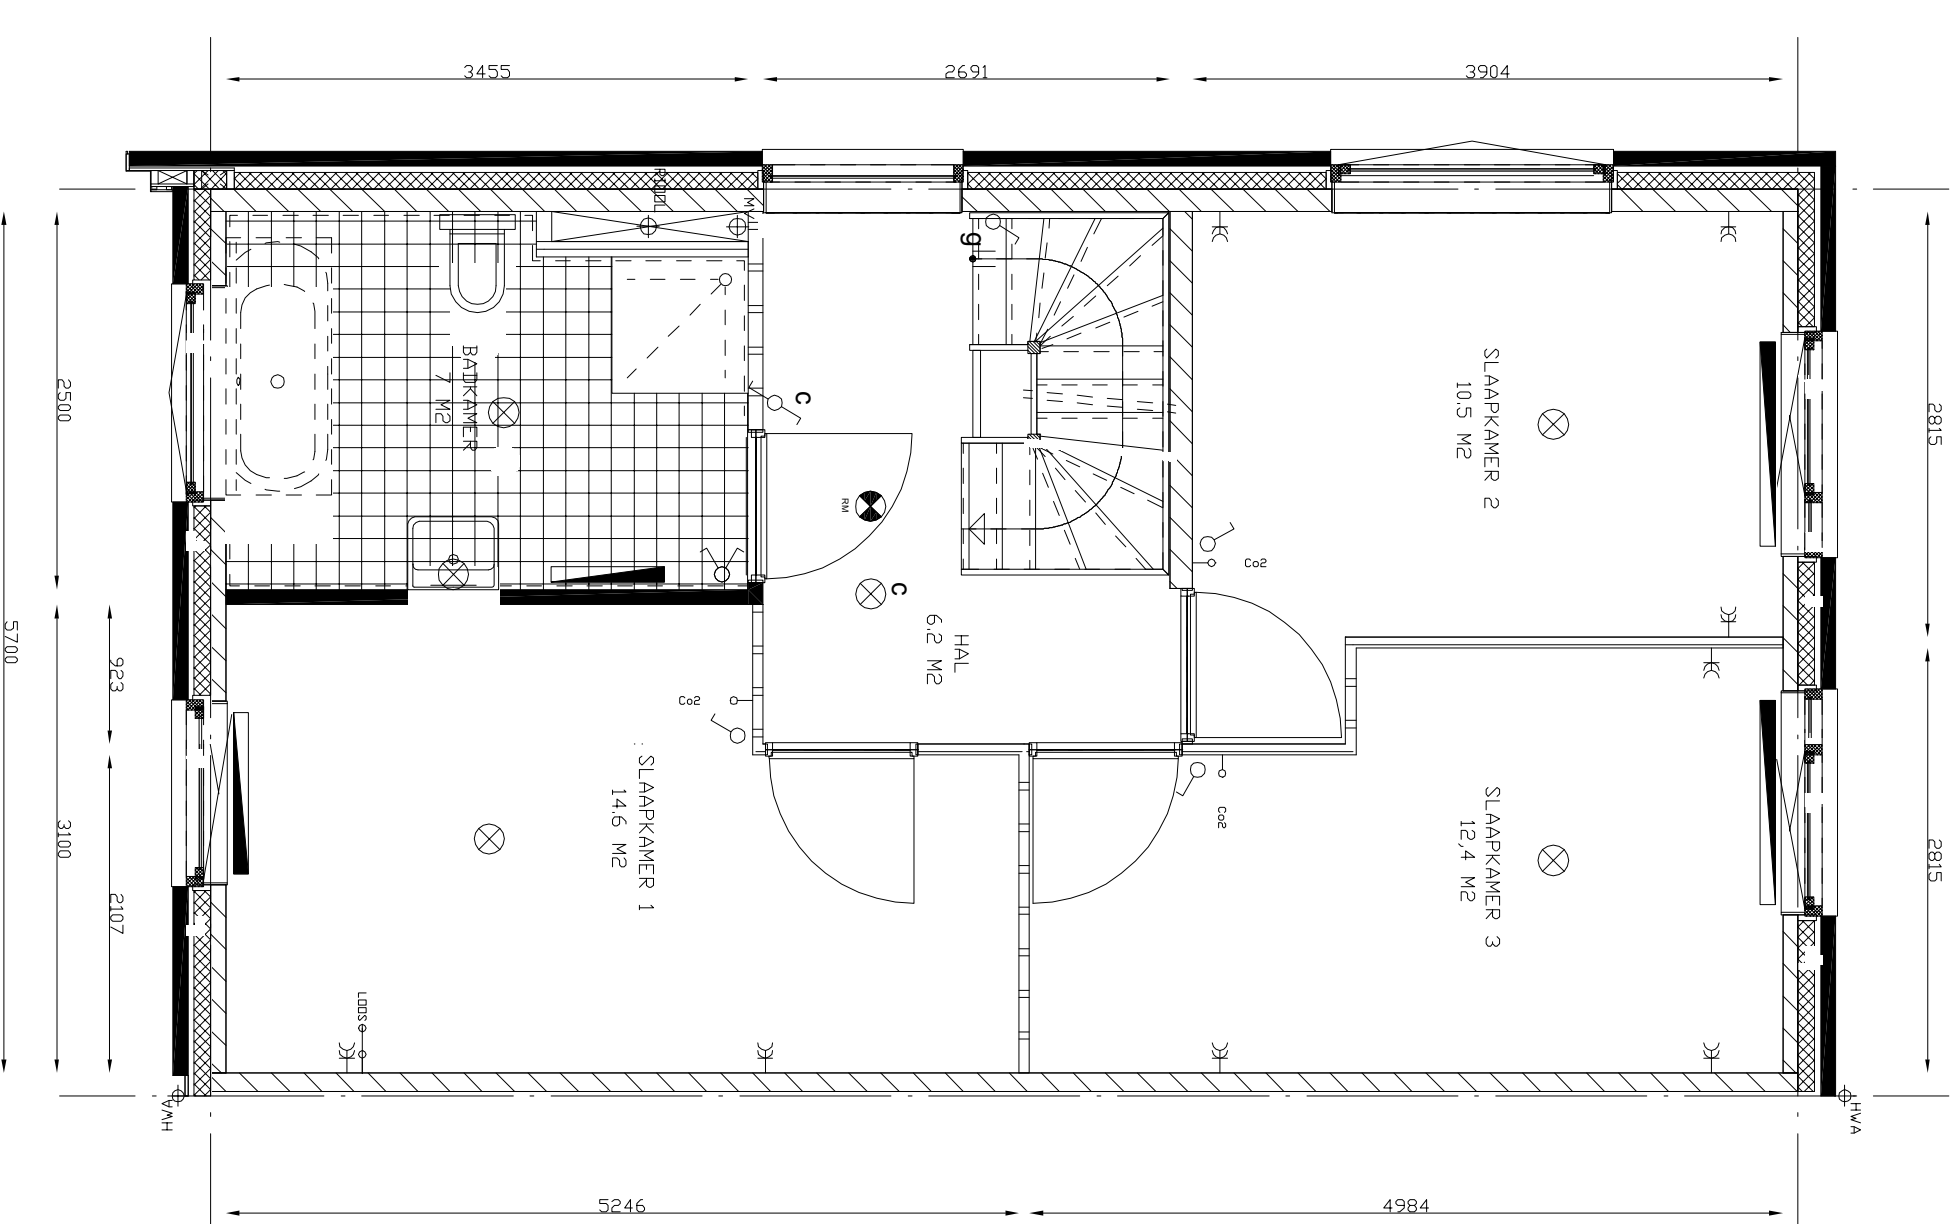 3455
2691
3904
MV
g
BADKAMER
7 M2
c
RM
c
HAL
6,2 M2
SLAAPKAMER 2
10.5 M2
Co2
Co2
Co2
SLAAPKAMER 1
14.6 M2
SLAAPKAMER 3
12,4 M2
LOOS
HWA
HWA
2500
5700
923
3100
2107
2815
2815
5246
4984